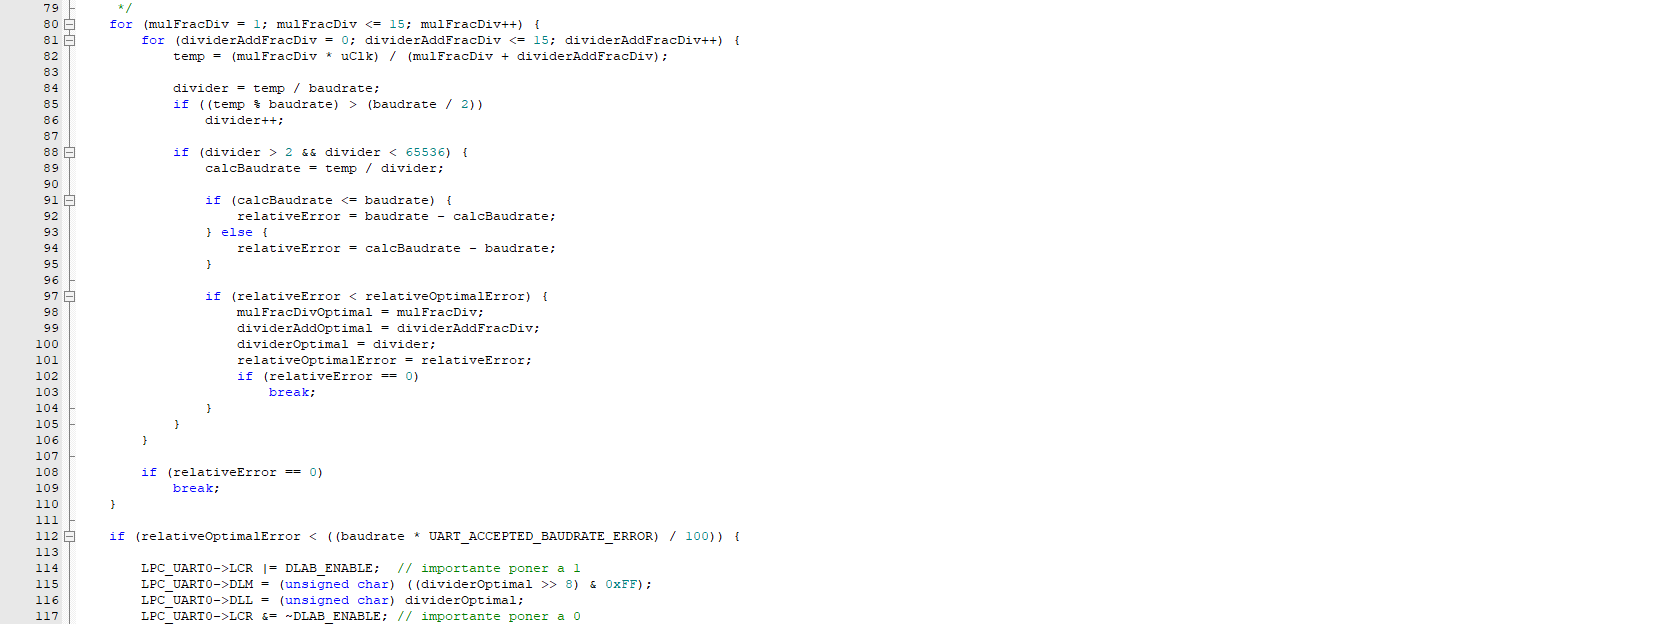 79 */
80 for (mulFracDiv = 1; mulFracDiv <= 15; mulFracDiv++) {
81 for (dividerAddFracDiv = 0; dividerAddFracDiv <= 15; dividerAddFracDiv++) {
82 temp = (mulFracDiv * uClk) / (mulFracDiv + dividerAddFracDiv);
83
84 divider = temp / baudrate;
85 if ((temp % baudrate) > (baudrate / 2))
86 divider++;
87
88 if (divider > 2 && divider < 65536) {
89 calcBaudrate = temp / divider;
90
91 if (calcBaudrate <= baudrate) {
92 relativeError = baudrate - calcBaudrate;
93 } else {
94 relativeError = calcBaudrate - baudrate;
95 }
96
97 if (relativeError < relativeOptimalError) {
98 mulFracDivOptimal = mulFracDiv;
99 dividerAddOptimal = dividerAddFracDiv;
100 dividerOptimal = divider;
101 relativeOptimalError = relativeError;
102 if (relativeError == 0)
103 break;
104 }
105 }
106 }
107
108 if (relativeError == 0)
109 break;
110 }
111
112 if (relativeOptimalError < ((baudrate * UART_ACCEPTED_BAUDRATE_ERROR) / 100)) {
113
114 LPC_UART0->LCR |= DLAB_ENABLE; // importante poner a 1
115 LPC_UART0->DLM = (unsigned char) ((dividerOptimal >> 8) & 0xFF);
116 LPC_UART0->DLL = (unsigned char) dividerOptimal;
117 LPC_UART0->LCR &= ~DLAB_ENABLE; // importante poner a 0